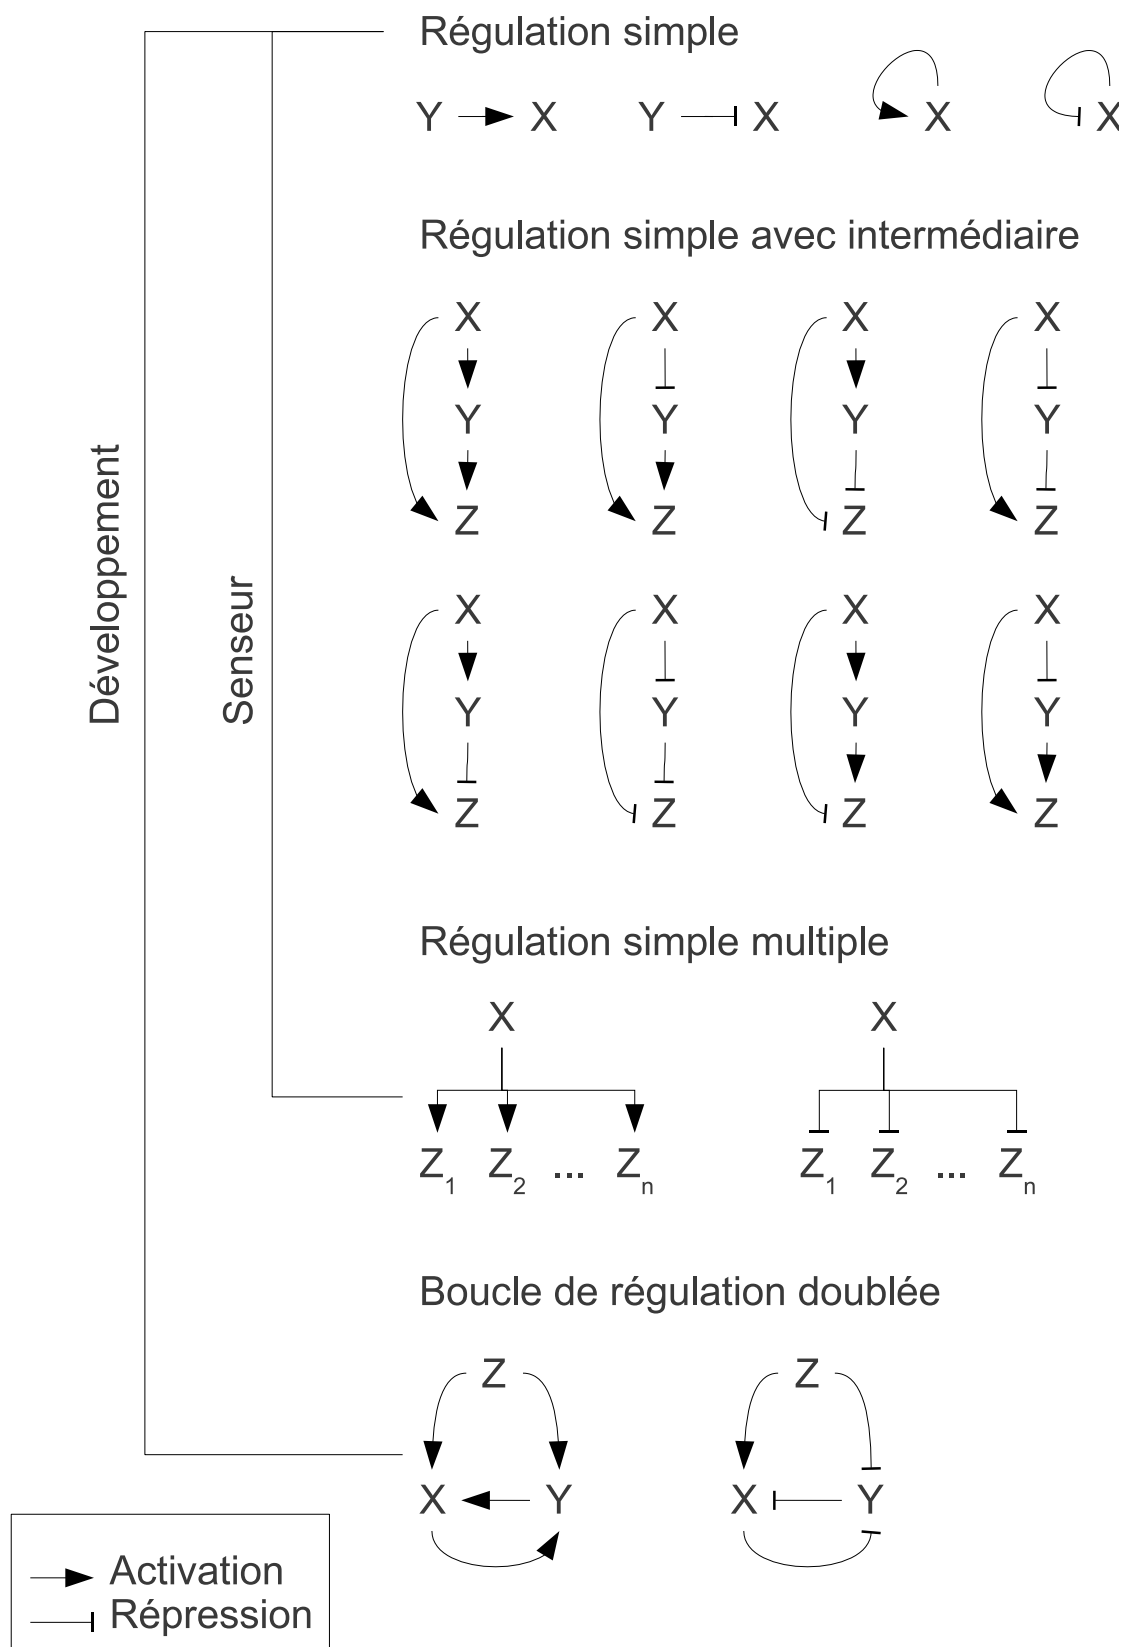 Régulation simple
Y X Y X X X
Régulation simple avec intermédiaire
X X X X
Y Y Y Y
Z Z Z Z
X X X X
Y Y Y Y
Z Z Z Z
Développement
Senseur
Régulation simple multiple
X X
Z1 Z2 ... Zn Z1 Z2 ... Zn
Boucle de régulation doublée
Z Z
X Y X Y
Activation
Répression